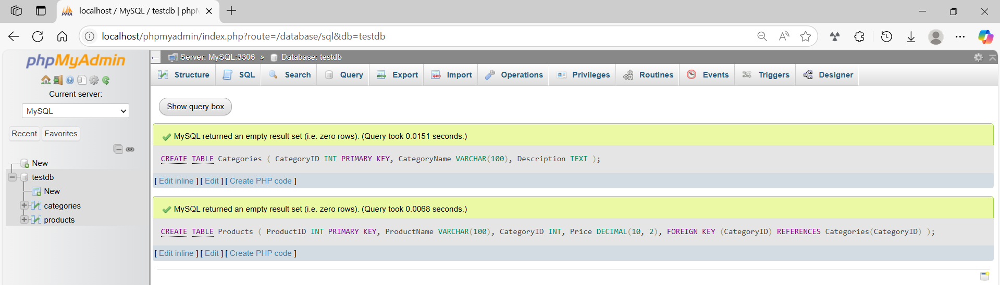 localhost / MySQL / testdb | php
localhost/phpmyadmin/index.php?route=/database/sql&db=testdb
phpMyAdmin
Current server:
MySQL
Recent Favorites
New
testdb
New
categories
products
Server: MySQL:3306 » Database: testdb
Structure SQL Search Query Export Import Operations Privileges Routines Events Triggers Designer
Show query box
MySQL returned an empty result set (i.e. zero rows). (Query took 0.0151 seconds.)
CREATE TABLE Categories ( CategoryID INT PRIMARY KEY, CategoryName VARCHAR(100), Description TEXT );
[ Edit inline ] [ Edit ] [ Create PHP code ]
MySQL returned an empty result set (i.e. zero rows). (Query took 0.0068 seconds.)
CREATE TABLE Products ( ProductID INT PRIMARY KEY, ProductName VARCHAR(100), CategoryID INT, Price DECIMAL(10, 2), FOREIGN KEY (CategoryID) REFERENCES Categories(CategoryID) );
[ Edit inline ] [ Edit ] [ Create PHP code ]